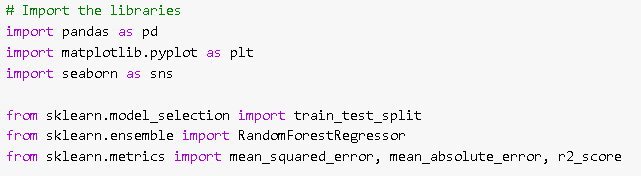 # Import the libraries
import pandas as pd
import matplotlib.pyplot as plt
import seaborn as sns
from sklearn.model_selection import train_test_split
from sklearn.ensemble import RandomForestRegressor
from sklearn.metrics import mean_squared_error, mean_absolute_error, r2_score